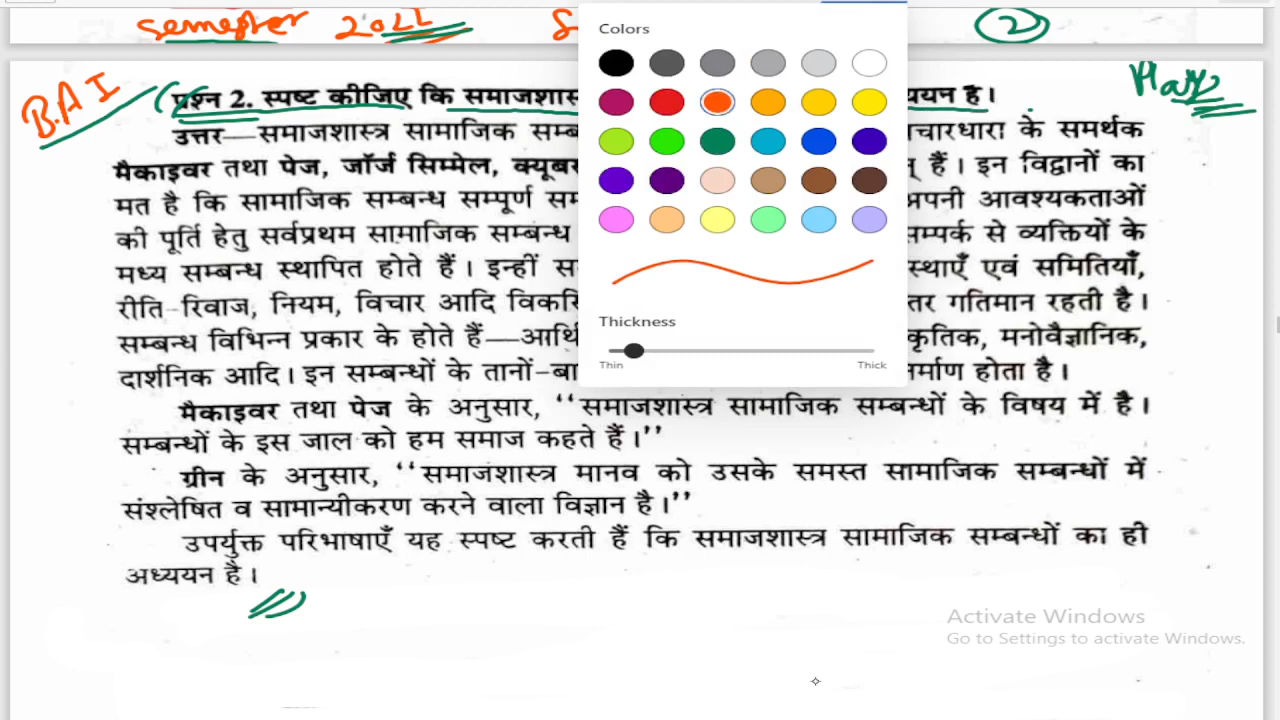 semester 2022
2
Colors
B.A I
प्रश्न 2. स्पष्ट कीजिए कि समाजशास ययन है।
उत्तर—समाजशास्त्र सामाजिक सम्ब चारधारा के समर्थक
मैकाइवर तथा पेज, जॉर्ज सिम्मेल, क्यूबर हैं। इन विद्वानों का
मत है कि सामाजिक सम्बन्ध सम्पूर्ण सम अपनी आवश्यकताओं
की पूर्ति हेतु सर्वप्रथम सामाजिक सम्बन्ध सम्पर्क से व्यक्तियों के
मध्य सम्बन्ध स्थापित होते हैं। इन्हीं स स्थाएँ एवं समितियाँ,
रीति-रिवाज, नियम, विचार आदि विकसि तर गतिमान रहती है।
सम्बन्ध विभिन्न प्रकार के होते हैं—आर्थि कृतिक, मनोवैज्ञानिक,
दार्शनिक आदि। इन सम्बन्धों के तानों-बा नर्माण होता है।
Thickness
Thin Thick
मैकाइवर तथा पेज के अनुसार, ‘‘समाजशास्त्र सामाजिक सम्बन्धों के विषय में है।
सम्बन्धों के इस जाल को हम समाज कहते हैं।’’
ग्रीन के अनुसार, ‘‘समाजशास्त्र मानव को उसके समस्त सामाजिक सम्बन्धों में
संश्लेषित व सामान्यीकरण करने वाला विज्ञान है।’’
उपर्युक्त परिभाषाएँ यह स्पष्ट करती हैं कि समाजशास्त्र सामाजिक सम्बन्धों का ही
अध्ययन है।
Activate Windows
Go to Settings to activate Windows.